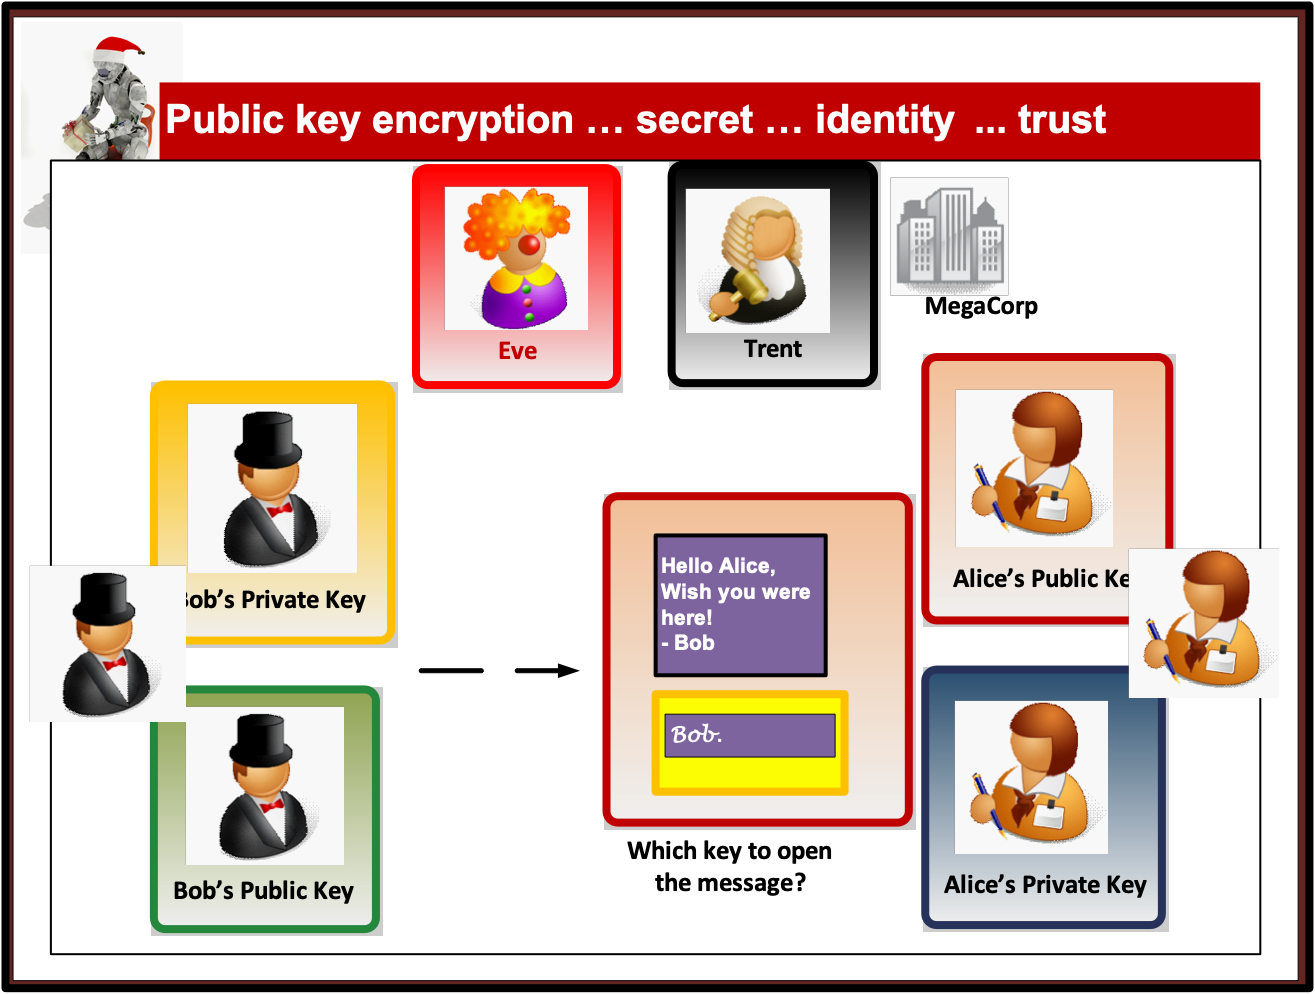 Public key encryption … secret … identity ... trust
Eve
Trent
MegaCorp
Bob's Private Key
Bob's Public Key
Hello Alice,
Wish you were
here!
- Bob
Bob.
Which key to open
the message?
Alice's Public Ke
Alice's Private Key